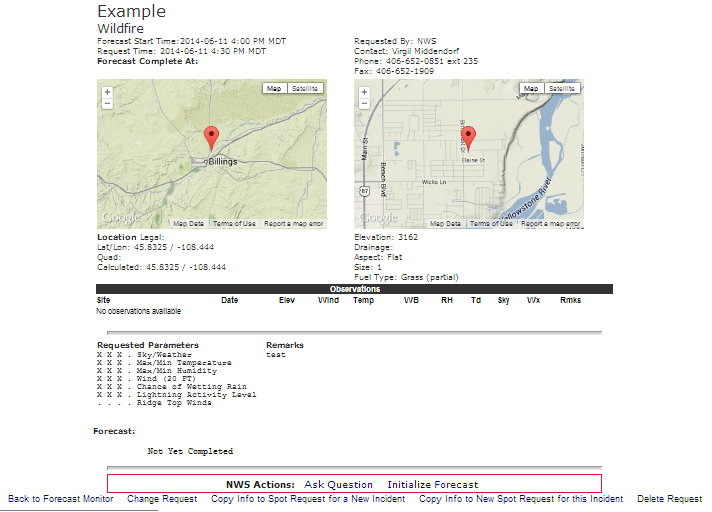 Example
Wildfire
Forecast Start Time:2014-06-11 4:00 PM MDT
Request Time: 2014-06-11 4:30 PM MDT
Forecast Complete At:
Requested By: NWS
Contact: Virgil Middendorf
Phone: 406-652-0851 ext 235
Fax: 406-652-1909
+
−
Map Satellite
Billings
Google
Map Data Terms of Use Report a map error
+
−
Map Satellite
Main St
Bench Blvd
Elaine St
Wicks Ln
87
Yellowstone River
Google
Map Data Terms of Use Report a map error
Location Legal:
Lat/Lon: 45.8325 / -108.444
Quad:
Calculated: 45.8325 / -108.444
Elevation: 3162
Drainage:
Aspect: Flat
Size: 1
Fuel Type: Grass (partial)
Observations
Site Date Elev Wind Temp WB RH Td Sky Wx Rmks
No observations available
Requested Parameters
X X X . Sky/Weather
X X X . Max/Min Temperature
X X X . Max/Min Humidity
X X X . Wind (20 FT)
X X X . Chance of Wetting Rain
X X X . Lightning Activity Level
. . . . Ridge Top Winds
Remarks
test
Forecast:
Not Yet Completed
NWS Actions: Ask Question Initialize Forecast
Back to Forecast Monitor Change Request Copy Info to Spot Request for a New Incident Copy Info to New Spot Request for this Incident Delete Request